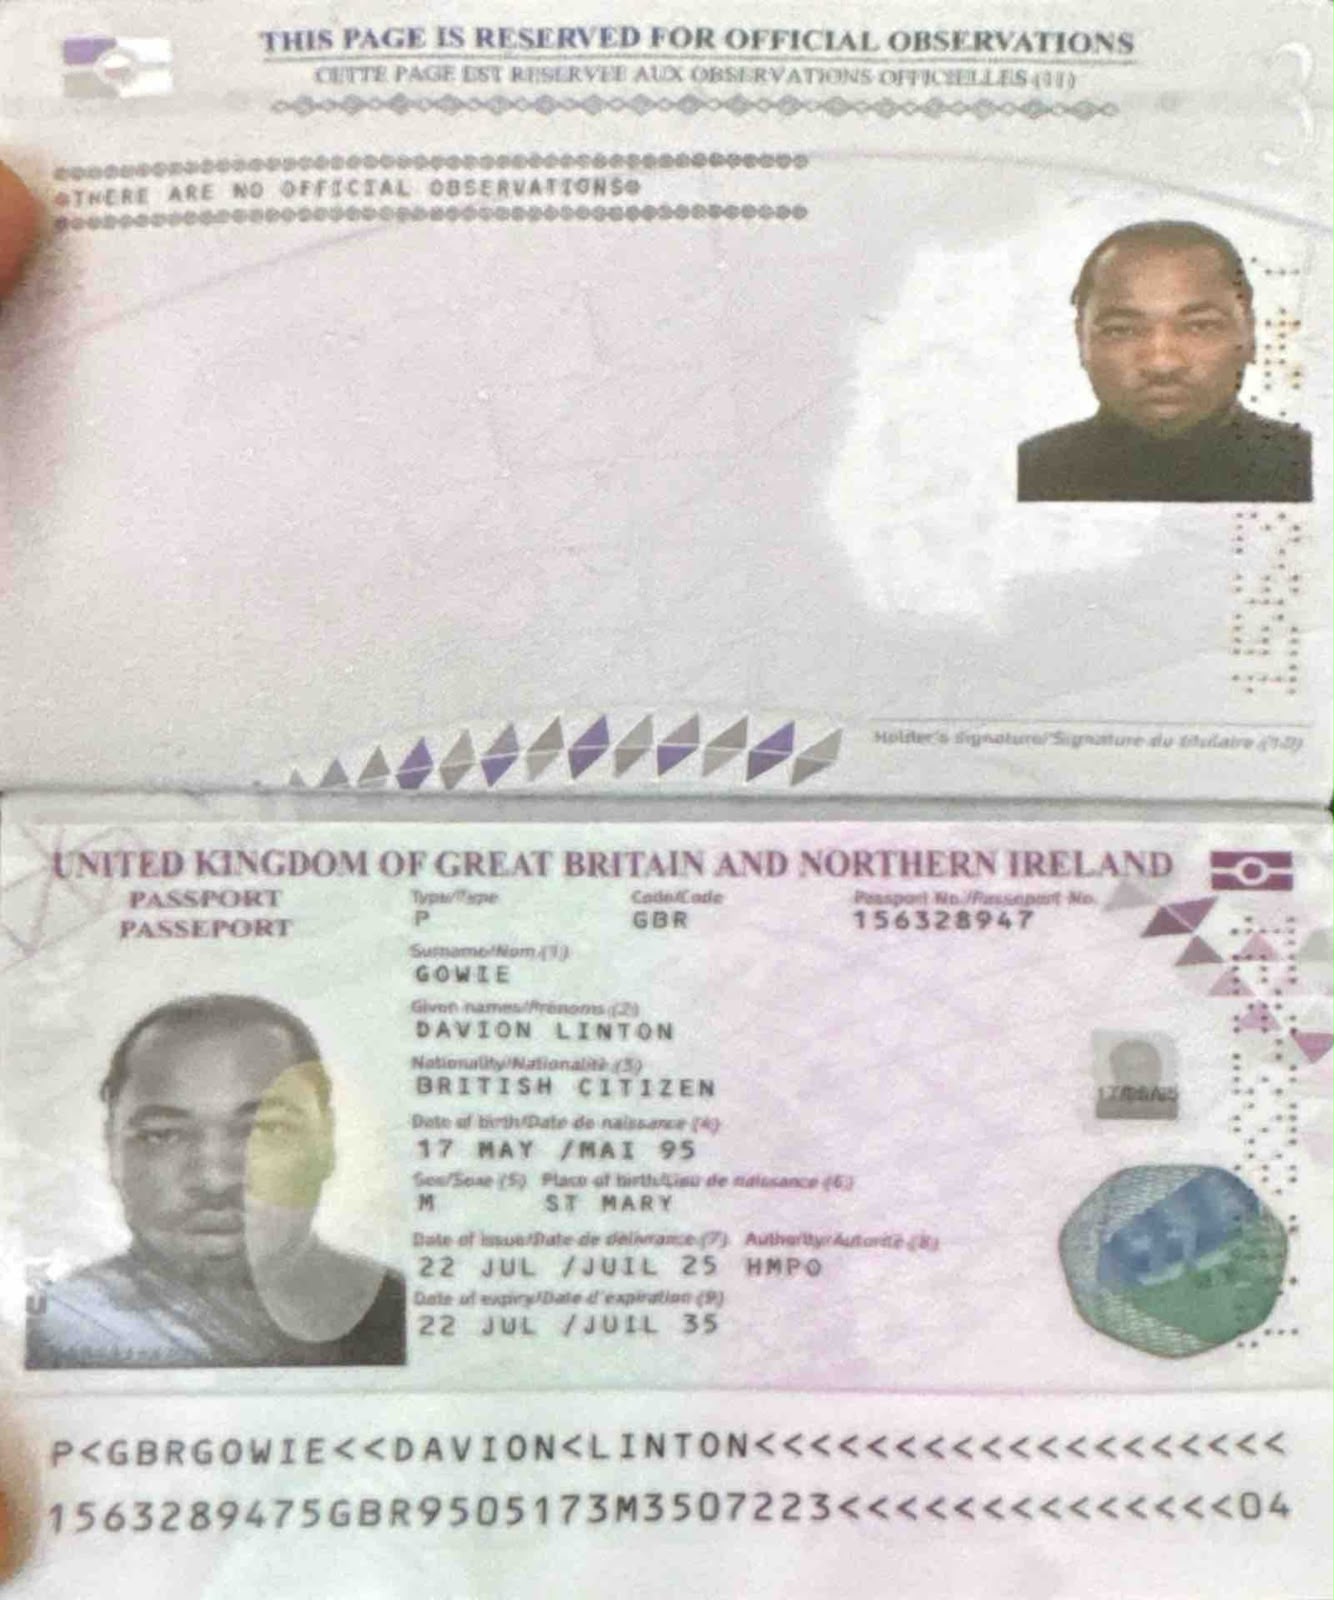 THIS PAGE IS RESERVED FOR OFFICIAL OBSERVATIONS
CETTE PAGE EST RESERVEE AUX OBSERVATIONS OFFICIELLES (11)
THERE ARE NO OFFICIAL OBSERVATIONS
Holder's signature/Signature du titulaire (10)
UNITED KINGDOM OF GREAT BRITAIN AND NORTHERN IRELAND
PASSPORT
PASSEPORT
Type/Type
Code/Code
Passport No./Passeport No.
P
GBR
156328947
Surname/Nom (1)
GOWIE
Given names/Prénoms (2)
DAVION LINTON
Nationality/Nationalité (3)
BRITISH CITIZEN
Date of birth/Date de naissance (4)
17 MAY /MAI 95
Sex/Sexe (5) Place of birth/Lieu de naissance (6)
M ST MARY
Date of issue/Date de délivrance (7) Authority/Autorité (8)
22 JUL /JUIL 25 HMPO
Date of expiry/Date d'expiration (9)
22 JUL /JUIL 35
P<GBRGOWIE<<DAVION<LINTON<<<<<<<<<<<<<<<<<<<
1563289475GBR9505173M3507223<<<<<<<<<<<<<<04